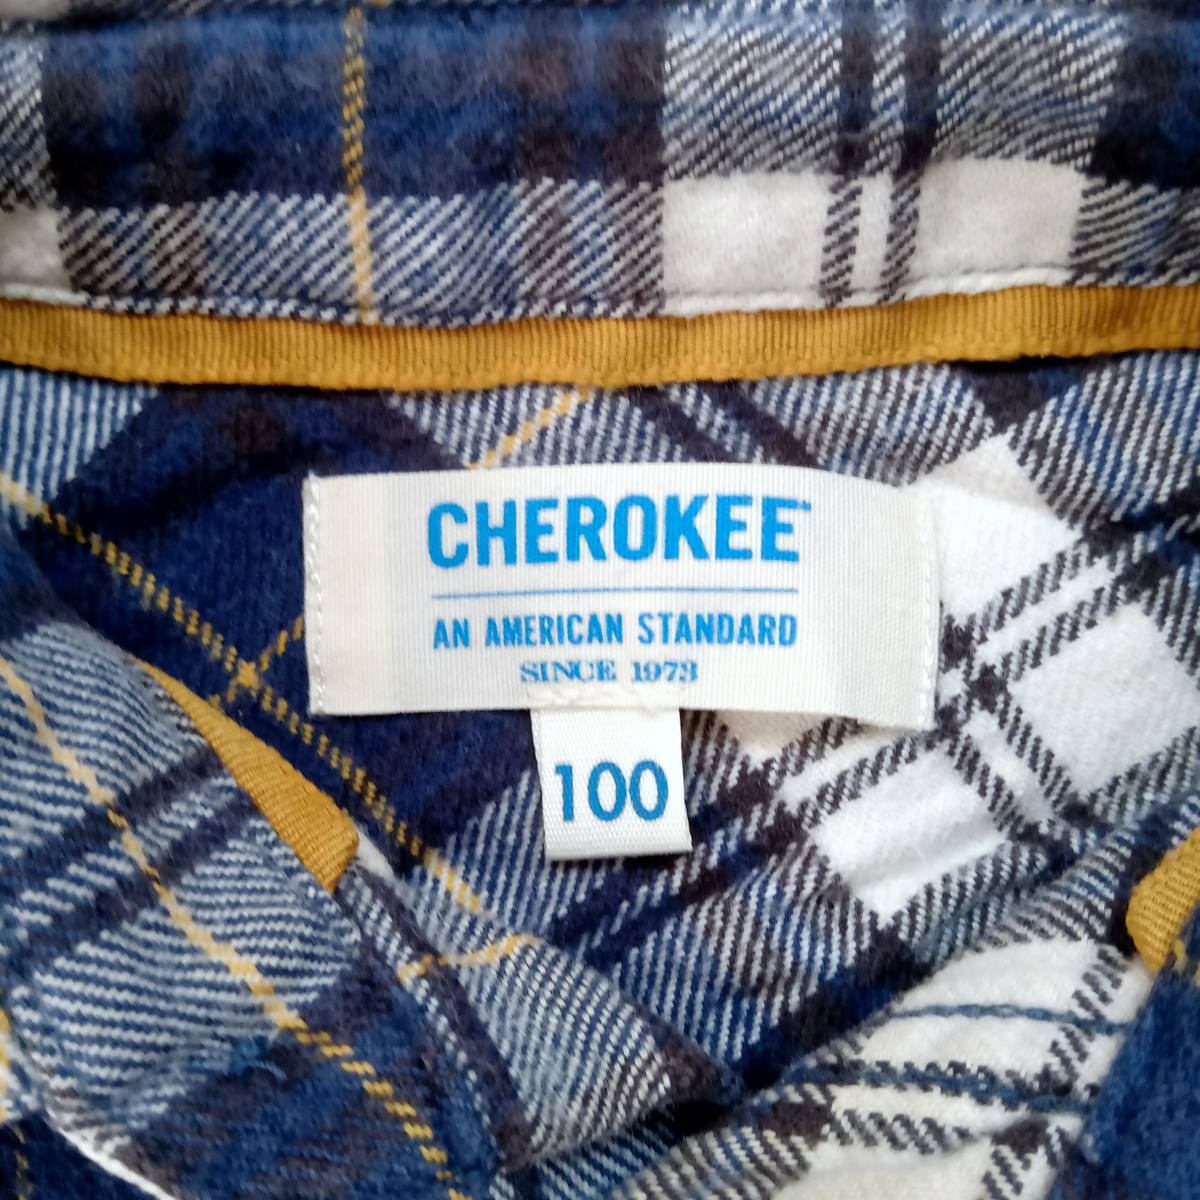 CHEROKEE
AN AMERICAN STANDARD
SINCE 1973
100